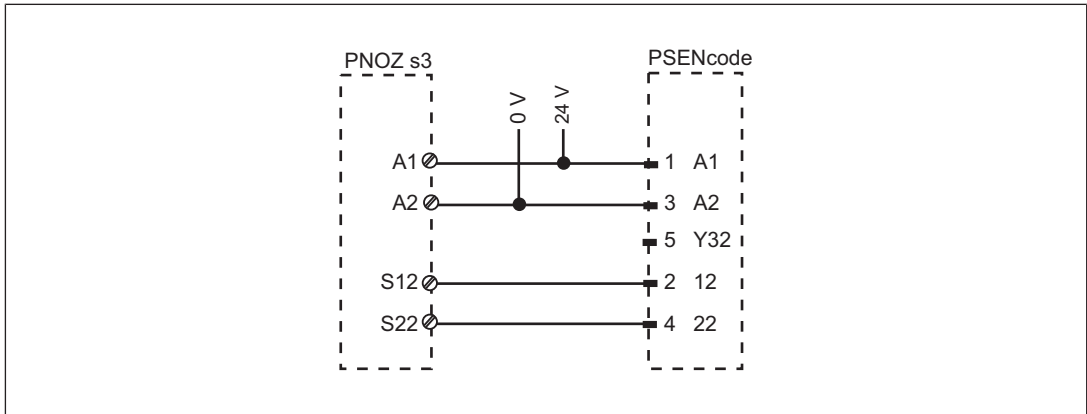 PNOZ s3
PSENcode
0 V
24 V
A1
1 A1
A2
3 A2
5 Y32
S12
2 12
S22
4 22